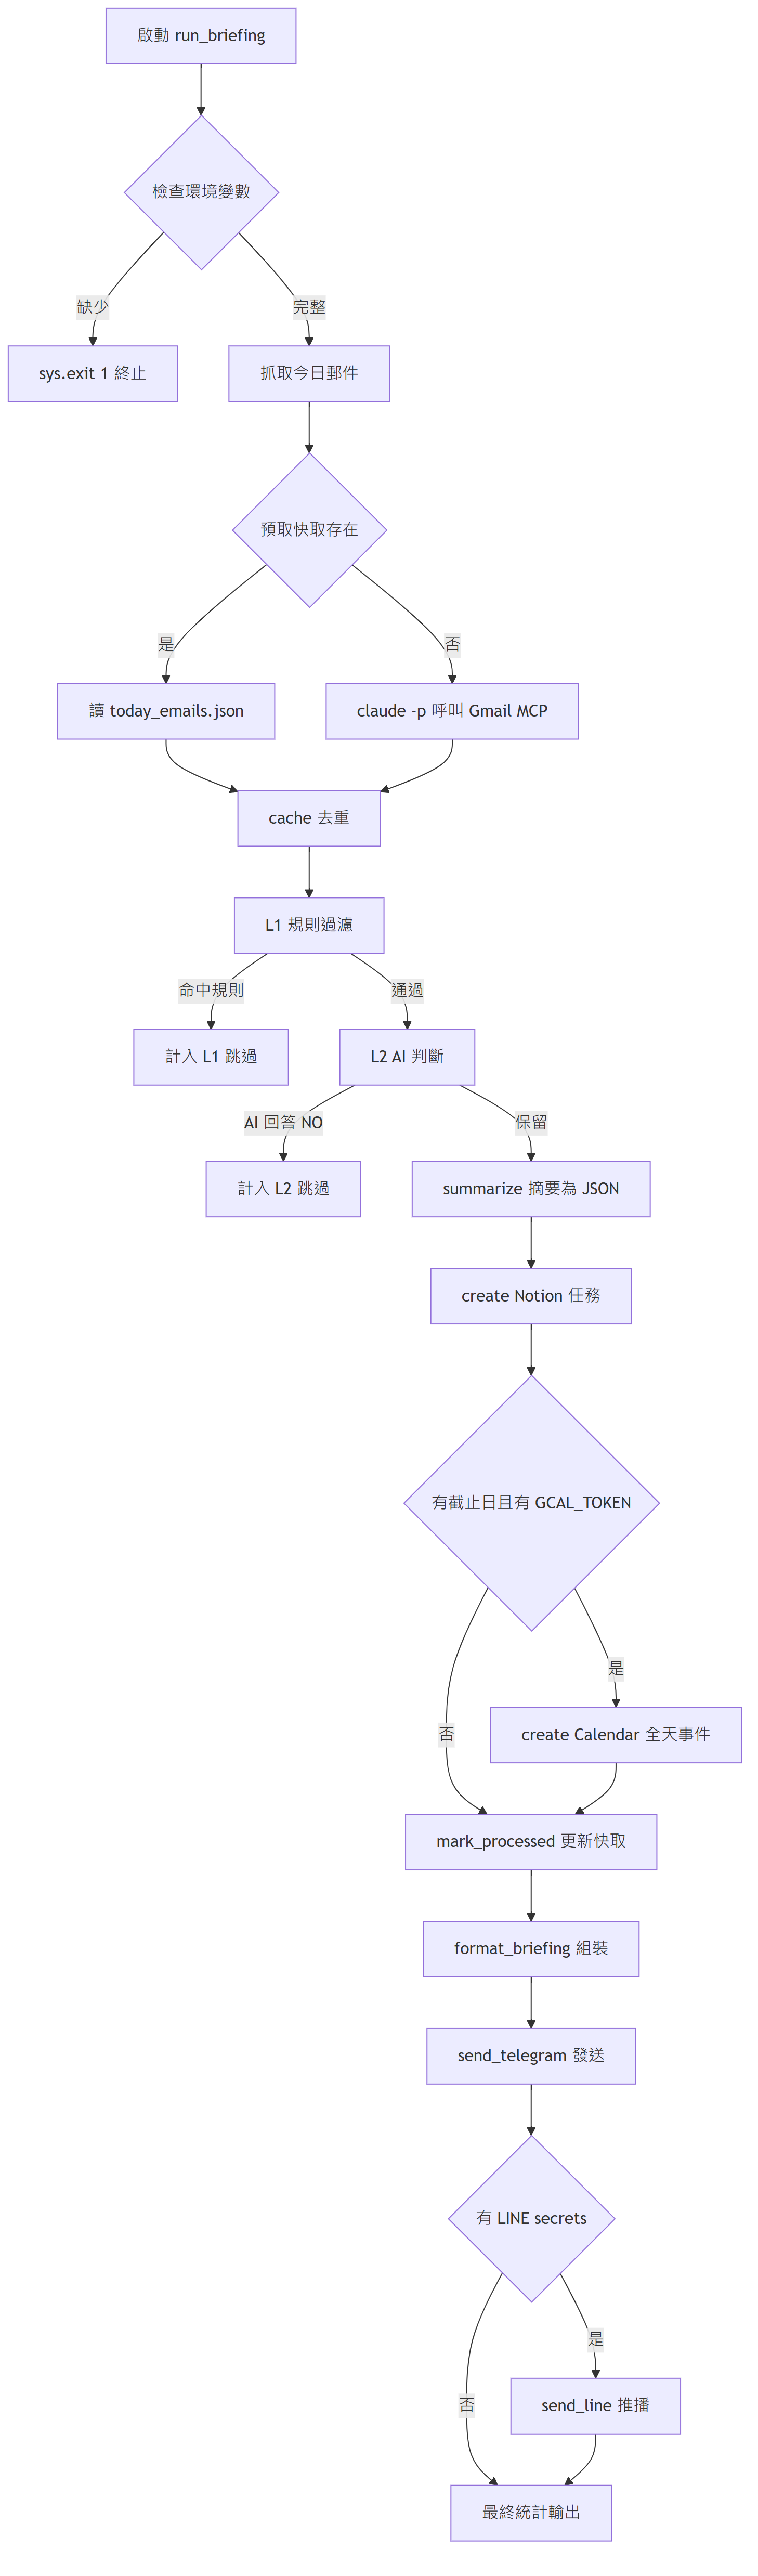 啟動 run_briefing
檢查環境變數
缺少
完整
sys.exit 1 終止
抓取今日郵件
預取快取存在
是
否
讀 today_emails.json
claude -p 呼叫 Gmail MCP
cache 去重
L1 規則過濾
命中規則
通過
計入 L1 跳過
L2 AI 判斷
AI 回答 NO
保留
計入 L2 跳過
summarize 摘要為 JSON
create Notion 任務
有截止日且有 GCAL_TOKEN
是
否
create Calendar 全天事件
mark_processed 更新快取
format_briefing 組裝
send_telegram 發送
有 LINE secrets
是
否
send_line 推播
最終統計輸出